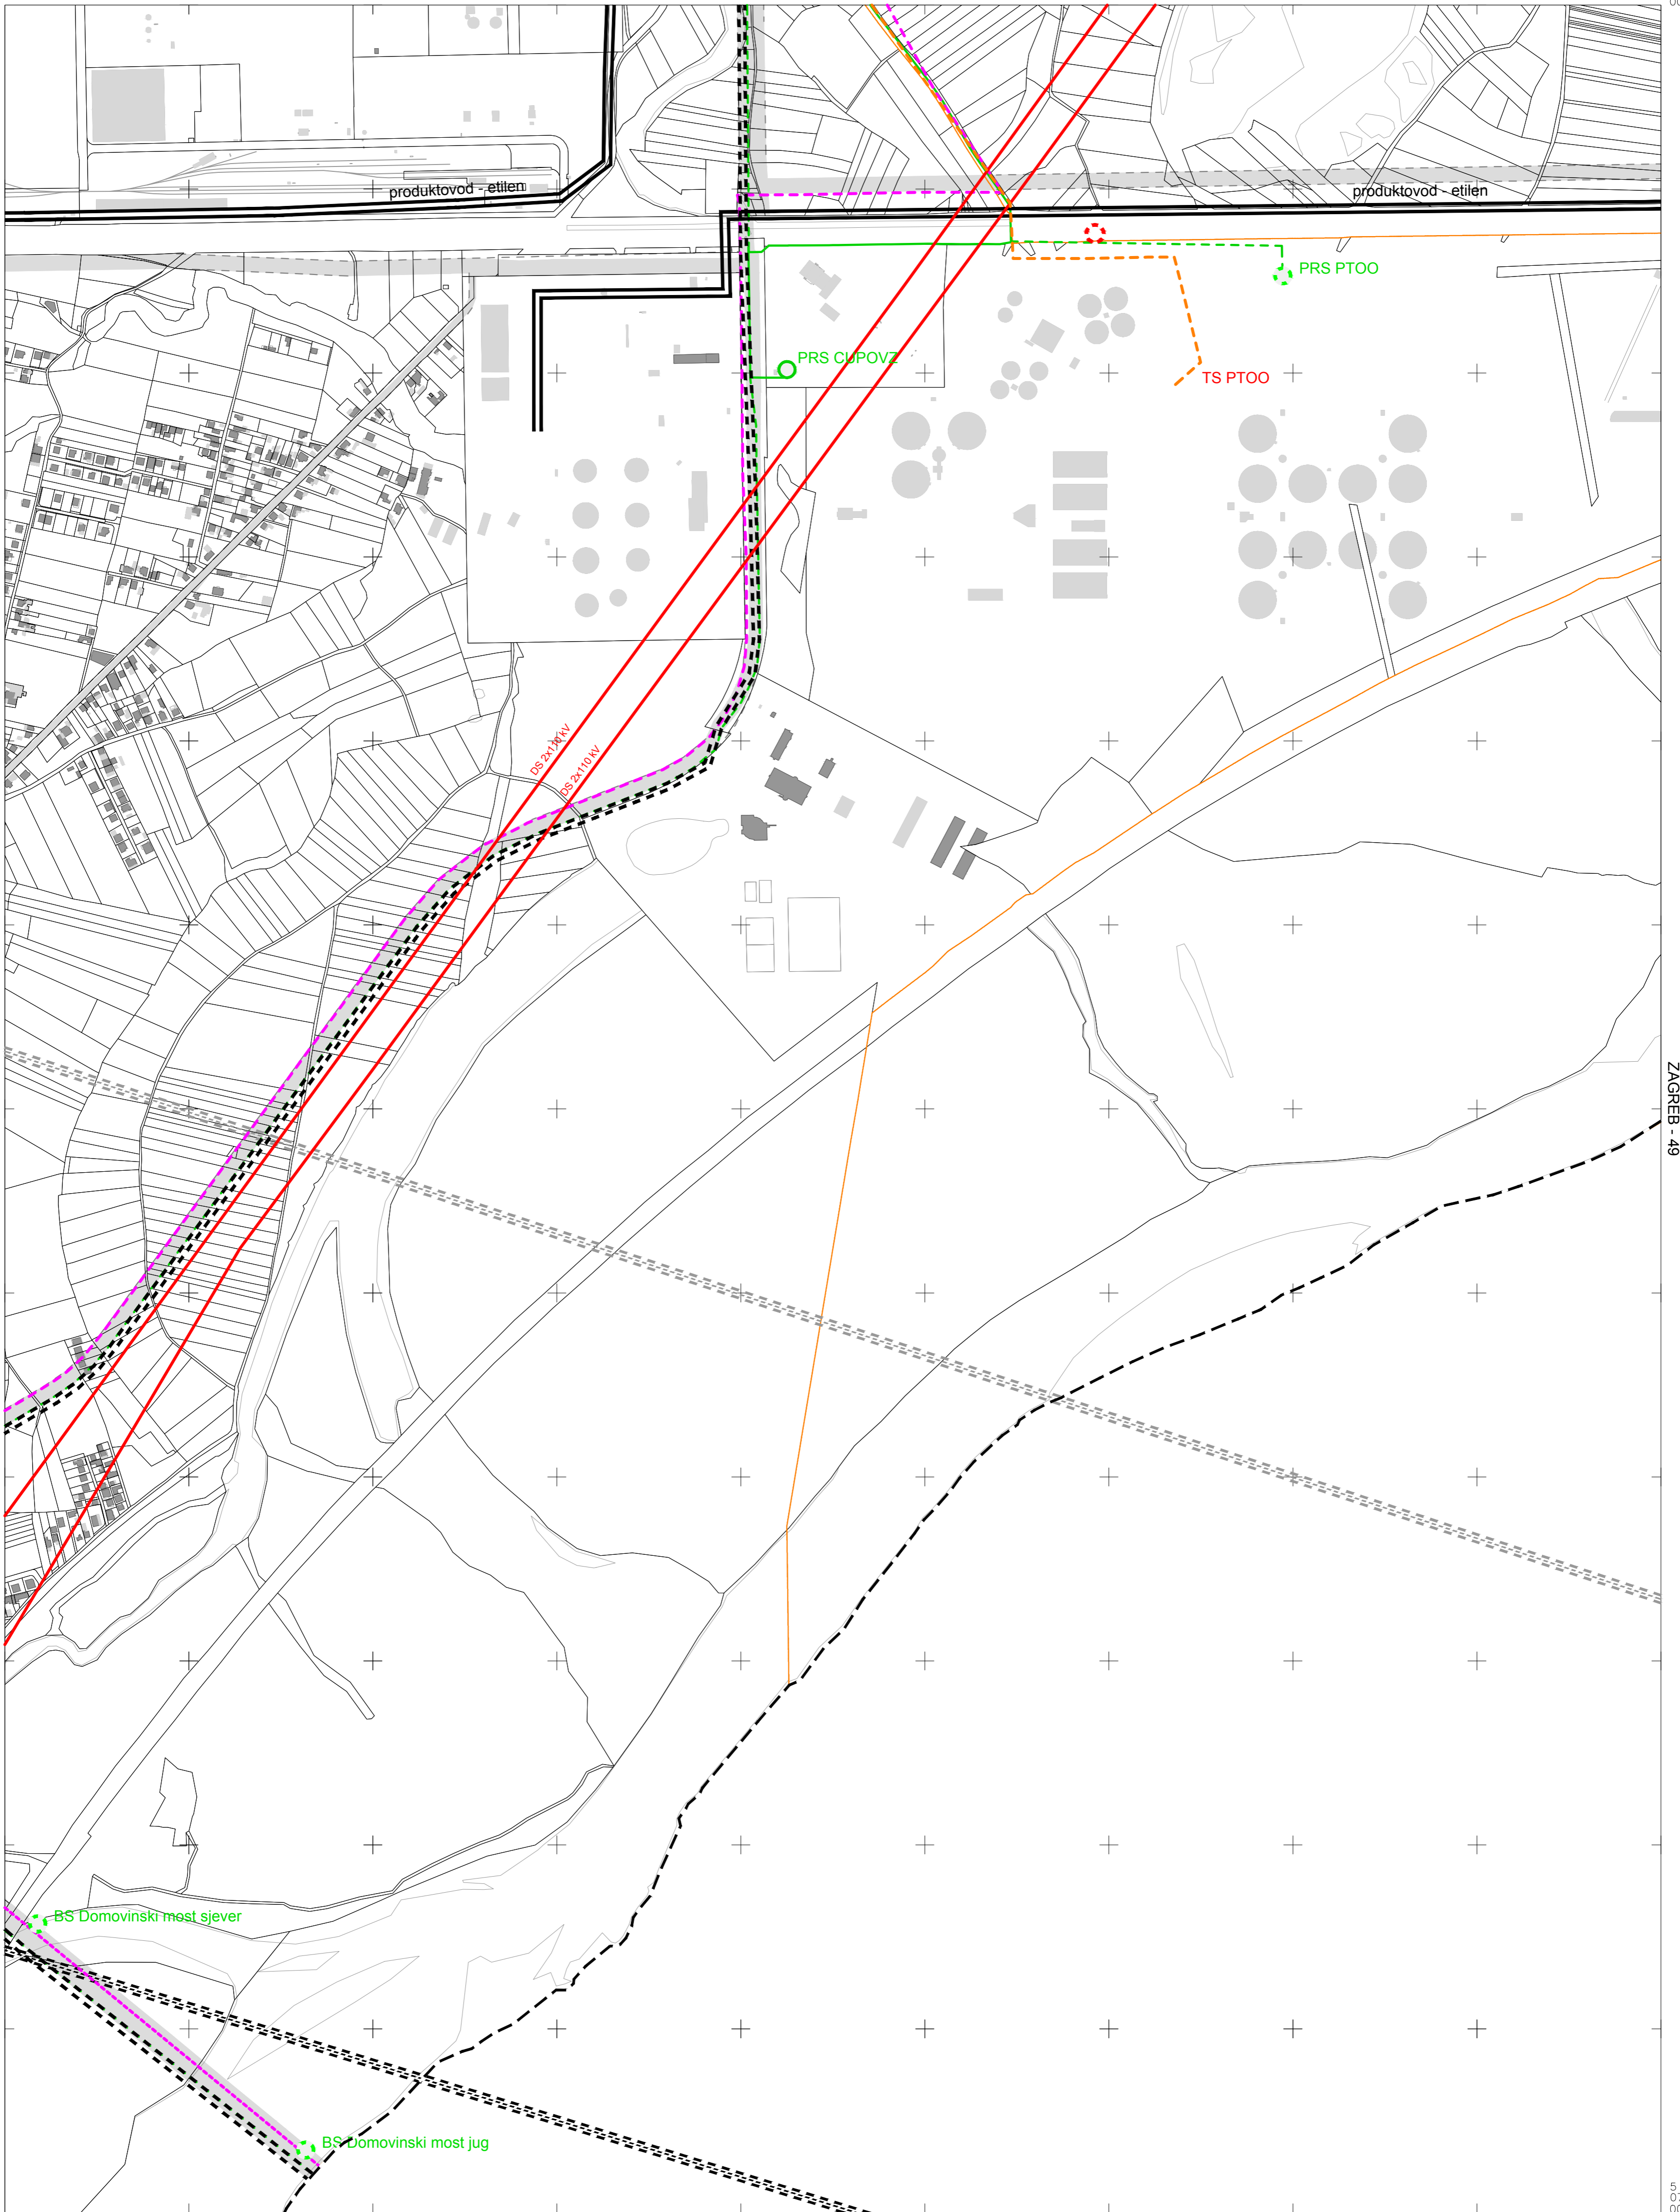 produktovod - etilen
produktovod - etilen
PRS PTOO
PRS CUPOVZ
TS PTOO
DS 2x110 kV
DS 2x110 kV
ZAGREB - 49
BS Domovinski most sjever
BS Domovinski most jug